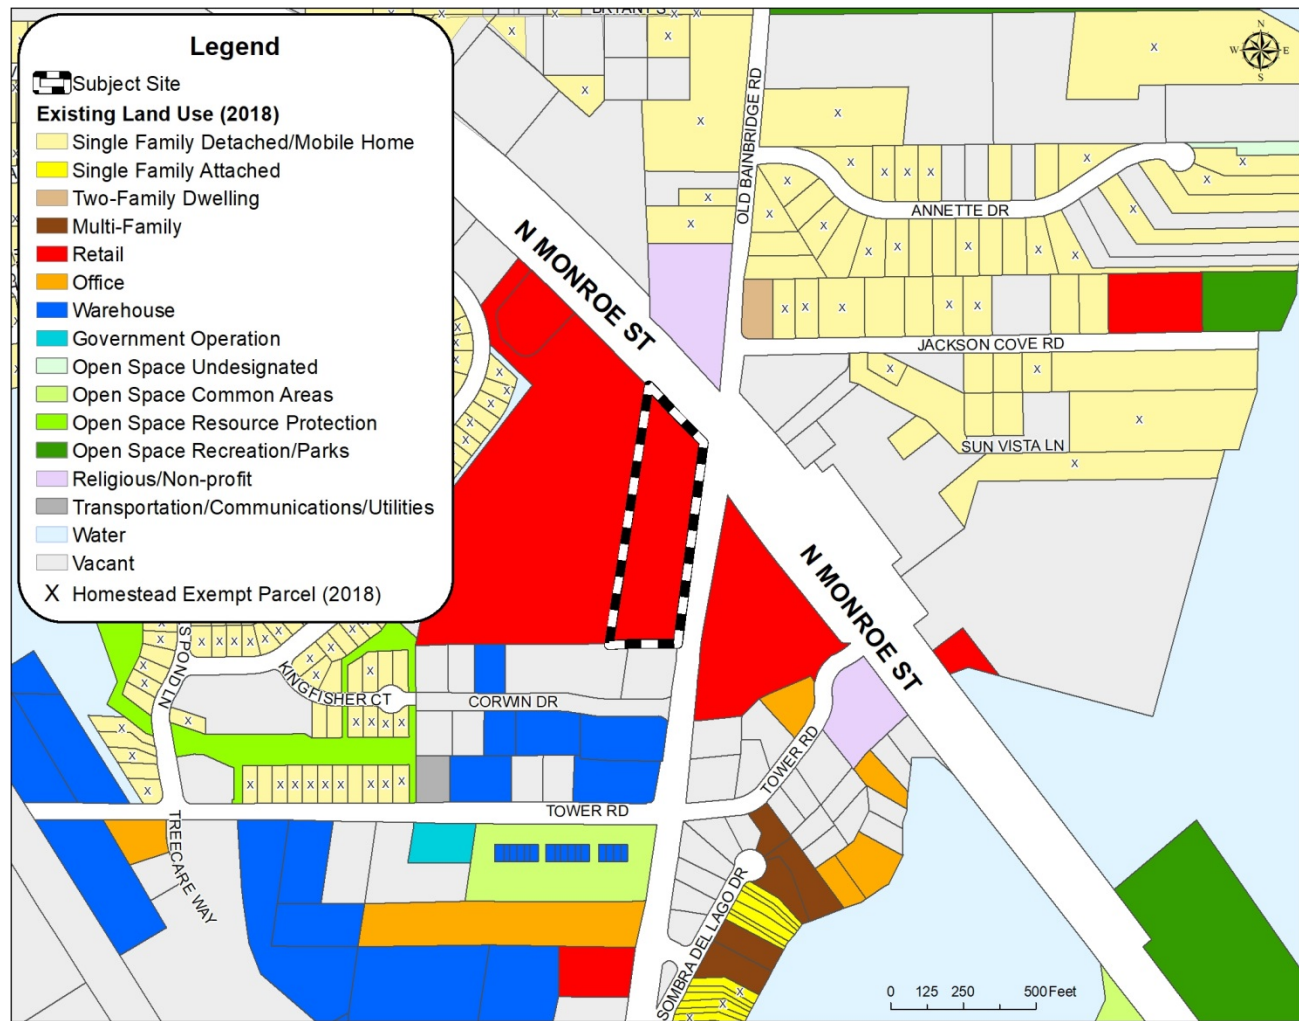 BRYANT S
Legend
Subject Site
Existing Land Use (2018)
Single Family Detached/Mobile Home
Single Family Attached
Two-Family Dwelling
Multi-Family
Retail
Office
Warehouse
Government Operation
Open Space Undesignated
Open Space Common Areas
Open Space Resource Protection
Open Space Recreation/Parks
Religious/Non-profit
Transportation/Communications/Utilities
Water
Vacant
X Homestead Exempt Parcel (2018)
N
W E
S
OLD BAINBRIDGE RD
ANNETTE DR
N MONROE ST
JACKSON COVE RD
SUN VISTA LN
N MONROE ST
S POND LN
KINGFISHER CT
CORWIN DR
TOWER RD
TOWER RD
TREECARE WAY
SOMBRA DEL LAGO DR
0 125 250 500 Feet